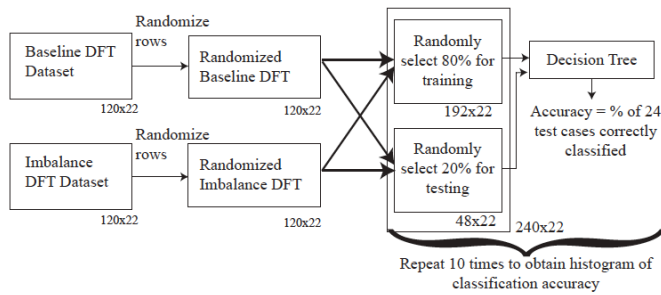 Randomize
rows
Baseline DFT
Dataset
120x22
Randomized
Baseline DFT
120x22
Randomly
select 80% for
training
192x22
Decision Tree
Accuracy = % of 24
test cases correctly
classified
Randomize
rows
Imbalance
DFT Dataset
120x22
Randomized
Imbalance DFT
120x22
Randomly
select 20% for
testing
48x22
240x22
Repeat 10 times to obtain histogram of
classification accuracy